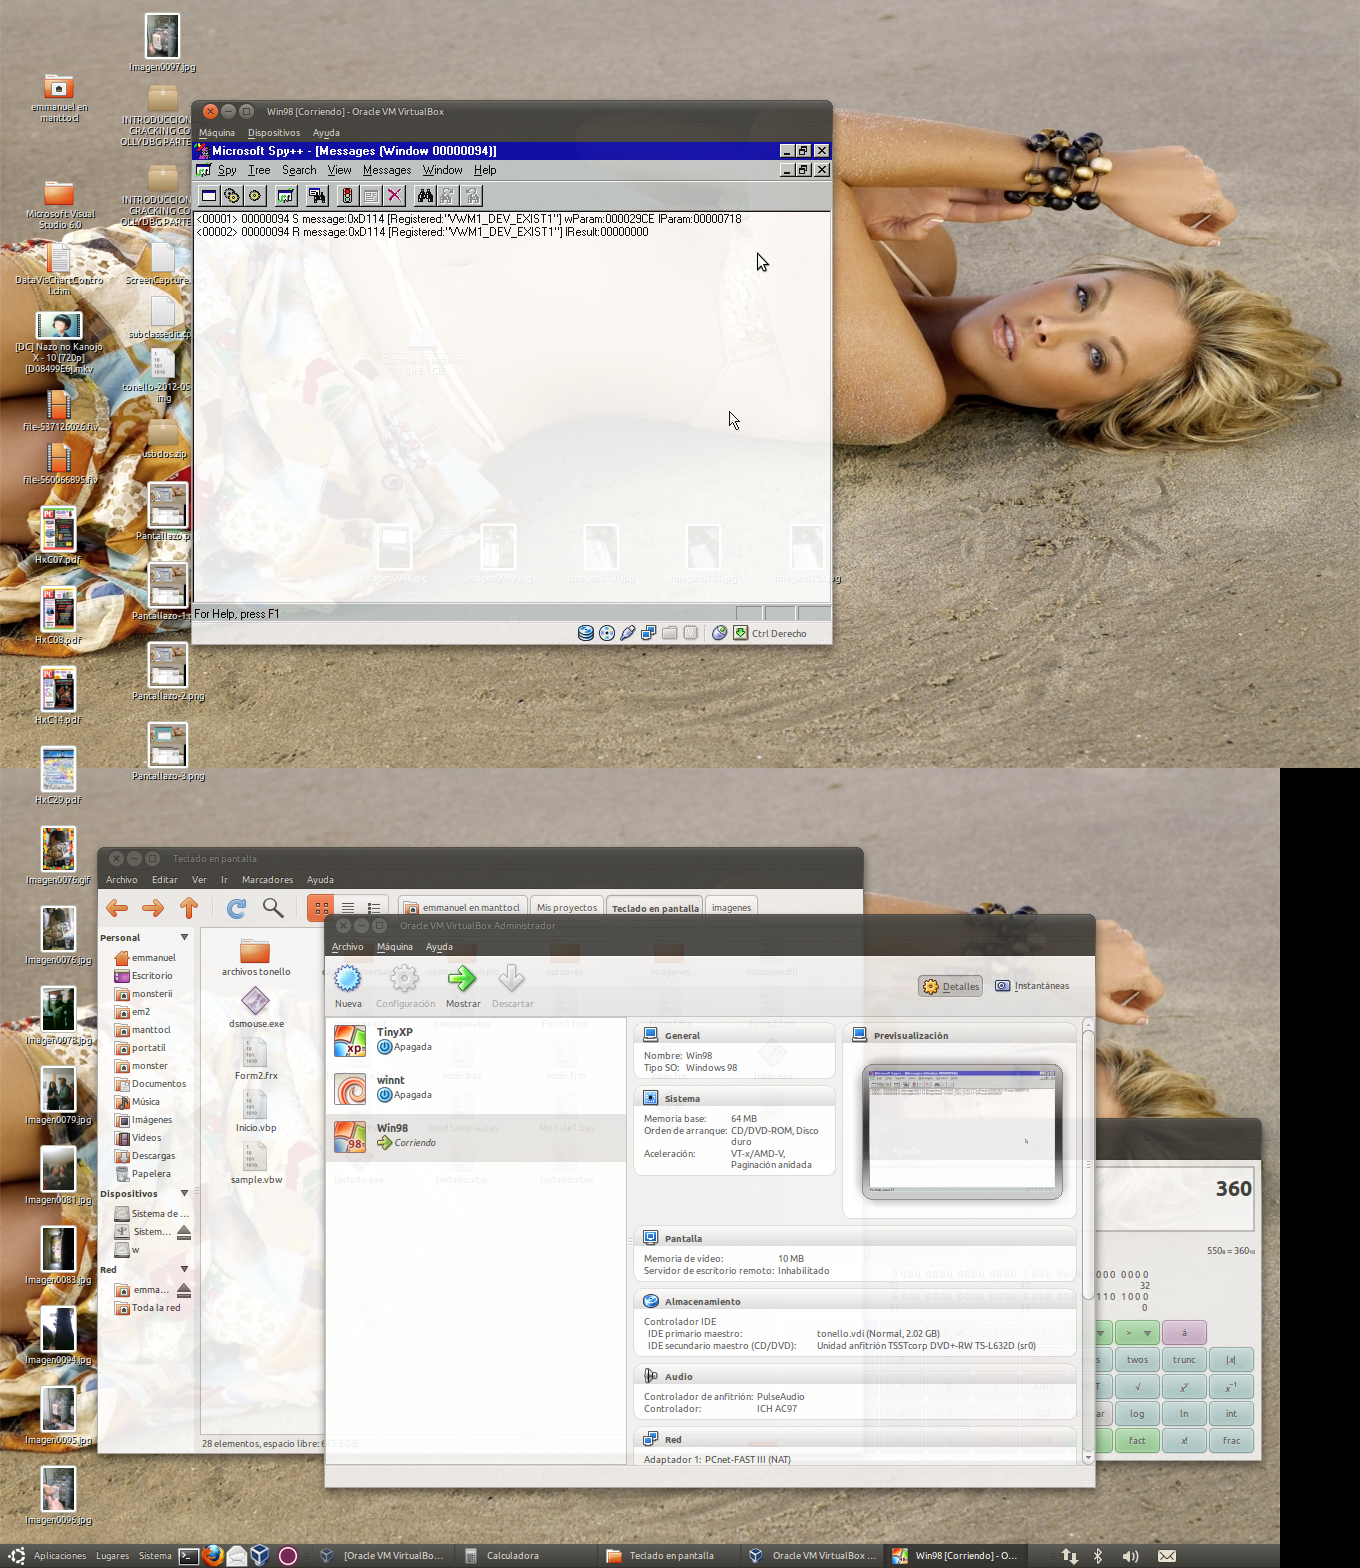 Imagen0097.jpg
emmanuel en
manttocl
INTRODUCCION
CRACKING CO
OLLYDBG PARTE
INTRODUCCION
CRACKING CO
OLLYDBG PARTE
Microsoft Visual
Studio 6.0
DataVisChartContro
l.chm
ScreenCapture.
subclassedit.
[DC] Nazo no Kanojo
X - 10 [720p]
[D08499E6].mkv
tonello-2012-05
img
file-537126026.flv
usbdos.zip
file-560066895.flv
Pantallazo.p
HxC07.pdf
Pantallazo-1.
HxC08.pdf
Pantallazo-2.png
HxC14.pdf
Pantallazo-3.png
HxC29.pdf
Imagen0076.gif
Imagen0076.jpg
Imagen0078.jpg
Imagen0079.jpg
Imagen0081.jpg
Imagen0083.jpg
Imagen0094.jpg
Imagen0095.jpg
Imagen0096.jpg
Win98 [Corriendo] - Oracle VM VirtualBox
Máquina Dispositivos Ayuda
Microsoft Spy++ - [Messages (Window 00000094)]
Spy Tree Search View Messages Window Help
<00001> 00000094 S message:0xD114 [Registered:"VWM1_DEV_EXIST1"] wParam:000029CE lParam:00000718
<00002> 00000094 R message:0xD114 [Registered:"VWM1_DEV_EXIST1"] lResult:00000000
For Help, press F1
Ctrl Derecho
Teclado en pantalla
Archivo Editar Ver Ir Marcadores Ayuda
emmanuel en manttocl Mis proyectos Teclado en pantalla imagenes
Personal
emmanuel
Escritorio
monsterii
em2
manttocl
portatil
monster
Documentos
Música
Imágenes
Videos
Descargas
Papelera
Dispositivos
Sistema de ...
Sistem...
w
Red
emma...
Toda la red
archivos tonello
dsmouse.exe
Form2.frx
Inicio.vbp
sample.vbw
28 elementos, espacio libre:
Oracle VM VirtualBox Administrador
Archivo Máquina Ayuda
Nueva Configuración Mostrar Descartar
Detalles Instantáneas
TinyXP
Apagada
winnt
Apagada
Win98
Corriendo
General
Nombre: Win98
Tipo SO: Windows 98
Previsualización
Sistema
Memoria base: 64 MB
Orden de arranque: CD/DVD-ROM, Disco
duro
Aceleración: VT-x/AMD-V,
Paginación anidada
Pantalla
Memoria de vídeo: 10 MB
Servidor de escritorio remoto: Inhabilitado
Almacenamiento
Controlador IDE
IDE primario maestro: tonello.vdi (Normal, 2.02 GB)
IDE secundario maestro (CD/DVD): Unidad anfitrión TSSTcorp DVD+-RW TS-L632D (sr0)
Audio
Controlador de anfitrión: PulseAudio
Controlador: ICH AC97
Red
Adaptador 1: PCnet-FAST III (NAT)
360
550₈ = 360₁₀
32
0
> á
twos trunc |x|
√ xʸ x⁻¹
log ln int
fact x! frac
Aplicaciones Lugares Sistema
[Oracle VM VirtualBo... Calculadora Teclado en pantalla Oracle VM VirtualBox ... Win98 [Corriendo] - O...